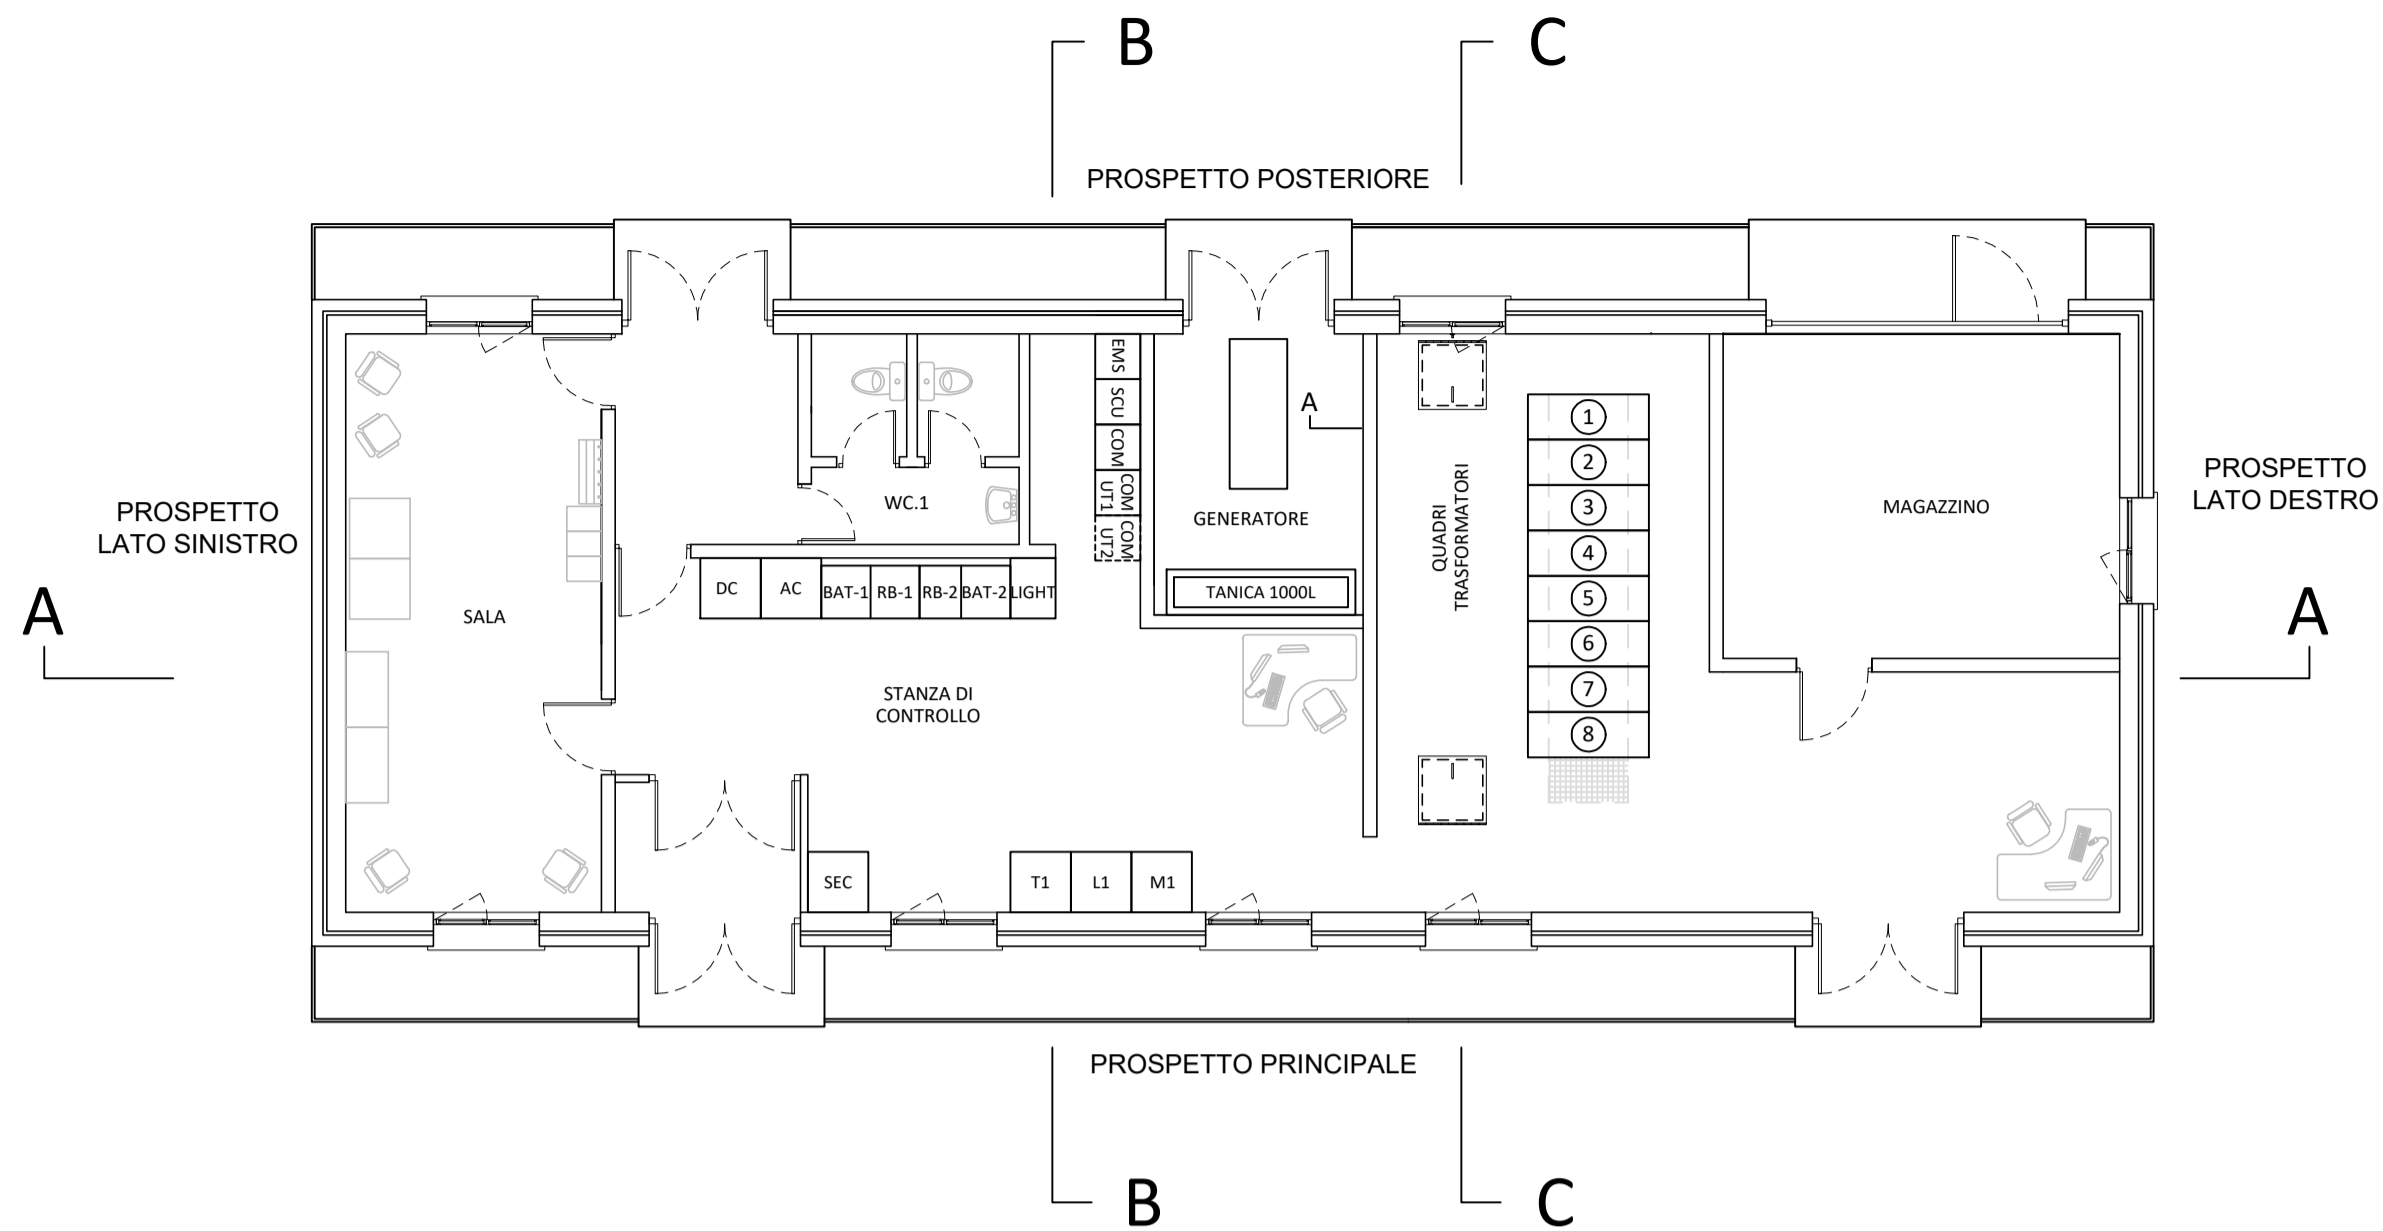 B
C
PROSPETTO POSTERIORE
EMS
SCU
COM
COM
UT1
COM
UT2
A
1
2
3
4
5
6
7
8
WC.1
GENERATORE
QUADRI
TRASFORMATORI
MAGAZZINO
PROSPETTO
LATO SINISTRO
PROSPETTO
LATO DESTRO
DC
AC
BAT-1
RB-1
RB-2
BAT-2
LIGHT
TANICA 1000L
SALA
A
A
STANZA DI
CONTROLLO
SEC
T1
L1
M1
PROSPETTO PRINCIPALE
B
C